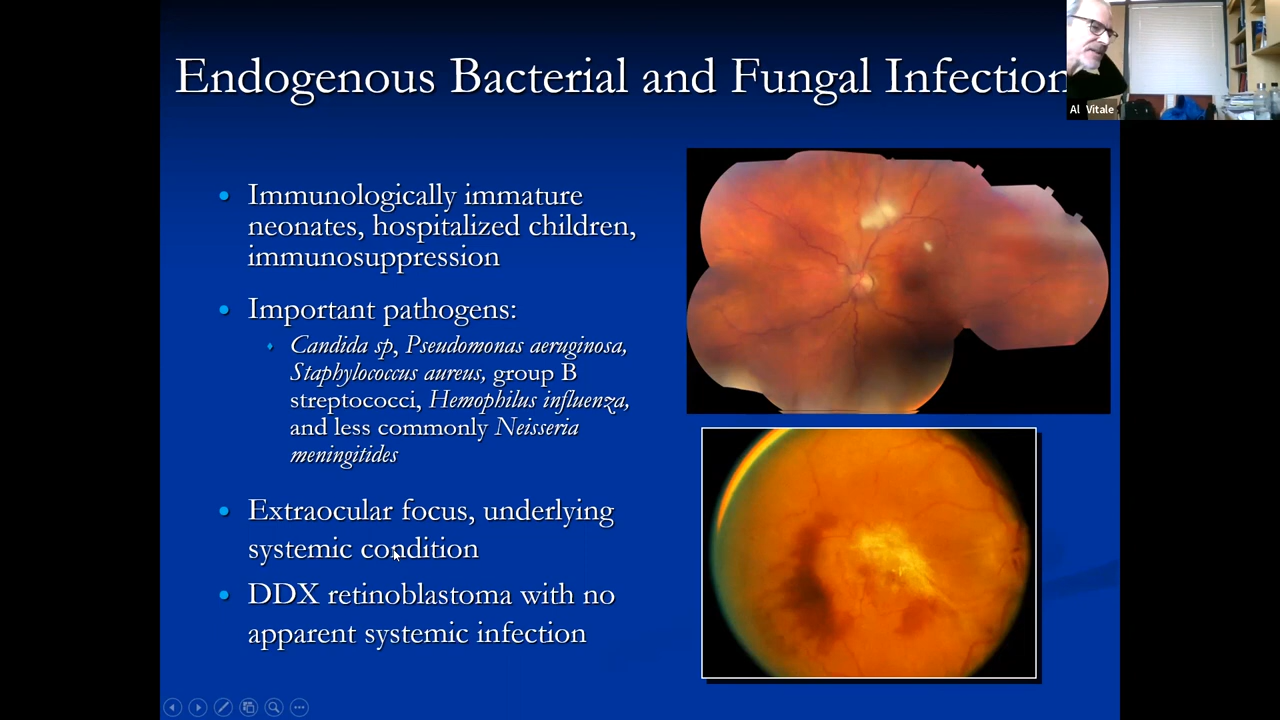 Endogenous Bacterial and Fungal Infection
Al Vitale
Immunologically immature
neonates, hospitalized children,
immunosuppression
Important pathogens:
Candida sp, Pseudomonas aeruginosa,
Staphylococcus aureus, group B
streptococci, Hemophilus influenza,
and less commonly Neisseria
meningitides
Extraocular focus, underlying
systemic condition
DDX retinoblastoma with no
apparent systemic infection